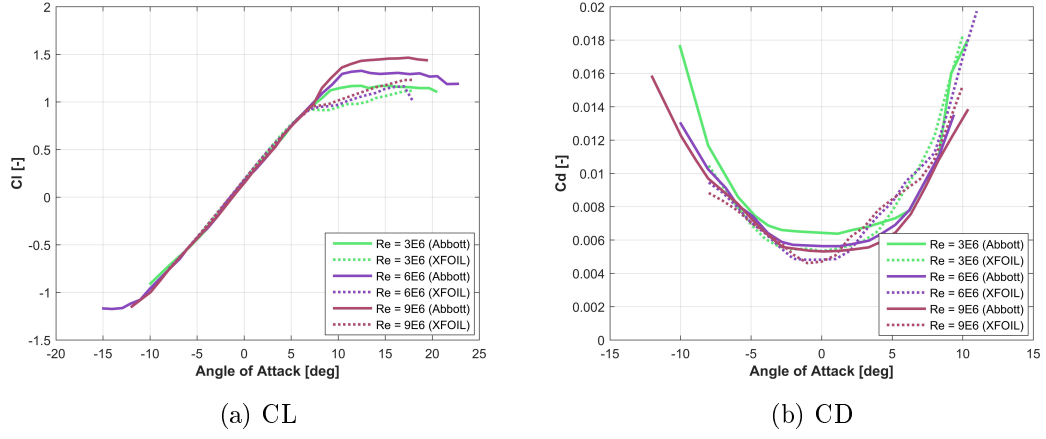 2
1.5
1
0.5
0
-0.5
-1
-1.5
-20 -15 -10 -5 0 5 10 15 20 25
Cl [-]
Angle of Attack [deg]
Re = 3E6 (Abbott)
Re = 3E6 (XFOIL)
Re = 6E6 (Abbott)
Re = 6E6 (XFOIL)
Re = 9E6 (Abbott)
Re = 9E6 (XFOIL)
(a) CL
0.02
0.018
0.016
0.014
0.012
0.01
0.008
0.006
0.004
0.002
0
-15 -10 -5 0 5 10 15
Cd [-]
Angle of Attack [deg]
Re = 3E6 (Abbott)
Re = 3E6 (XFOIL)
Re = 6E6 (Abbott)
Re = 6E6 (XFOIL)
Re = 9E6 (Abbott)
Re = 9E6 (XFOIL)
(b) CD